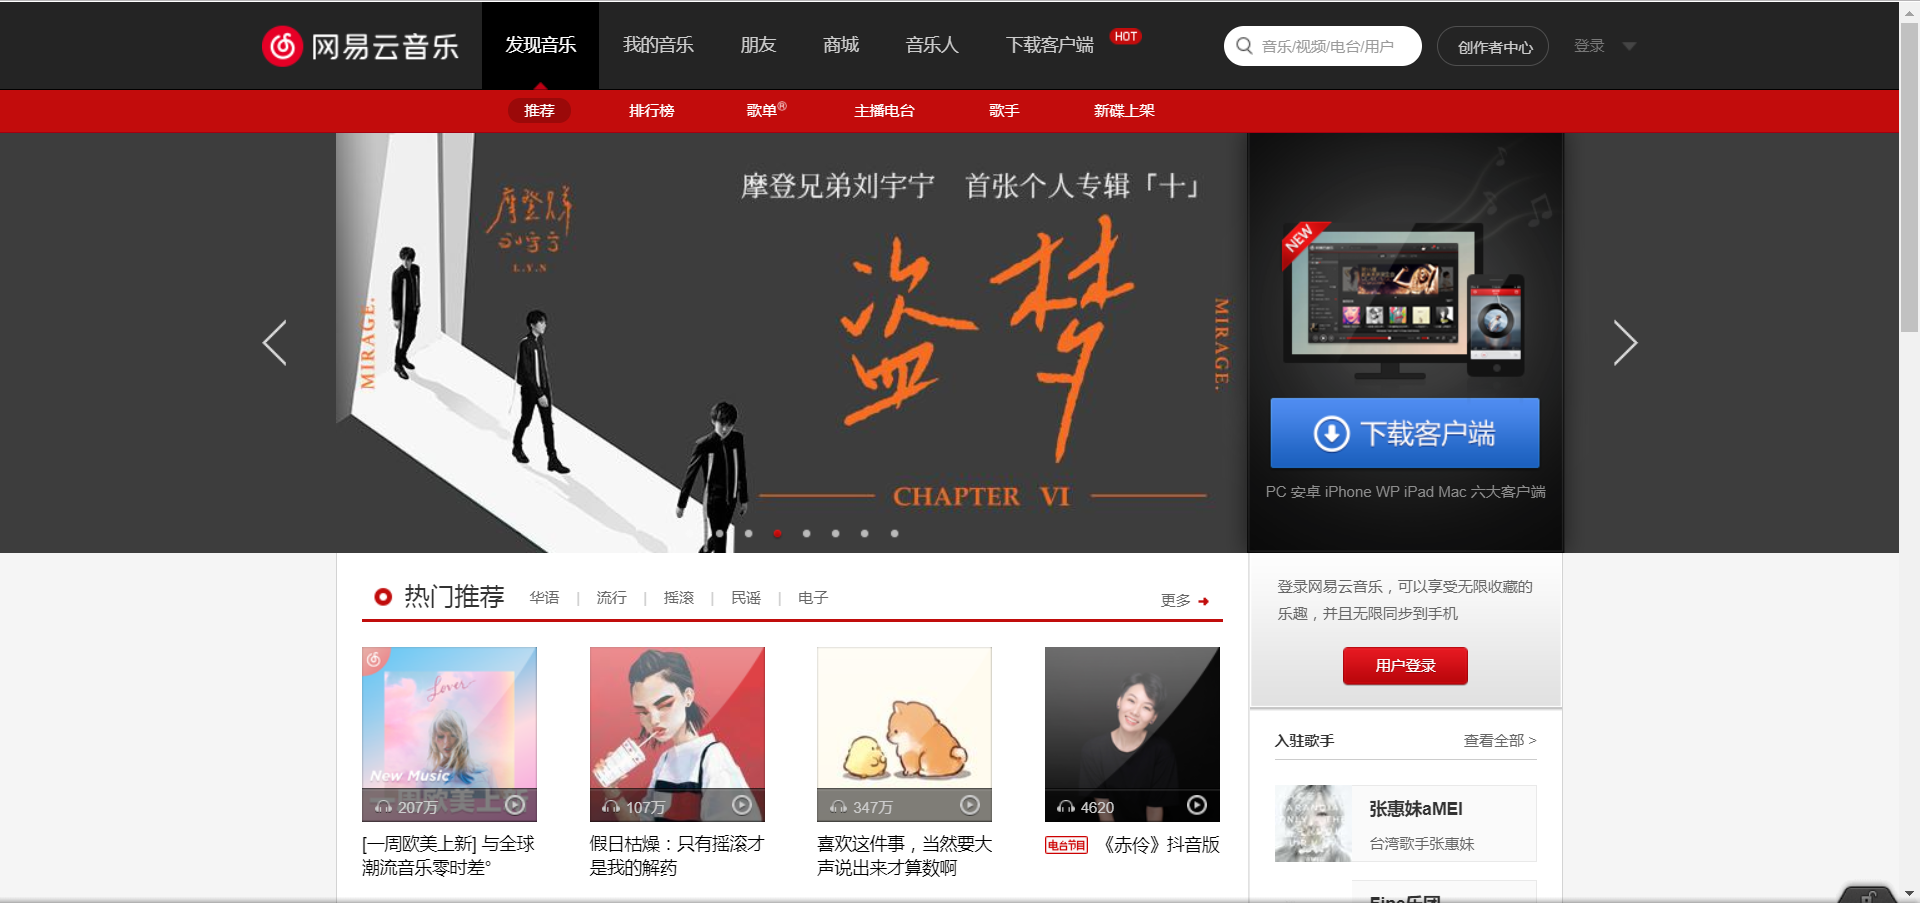 网易云音乐
发现音乐 我的音乐 朋友 商城 音乐人 下载客户端 HOT
音乐/视频/电台/用户 创作者中心 登录
推荐 排行榜 歌单® 主播电台 歌手 新碟上架
摩登兄弟刘宇宁 首张个人专辑「十」
摩登兄弟
刘宇宁
L.Y.N
盗梦
MIRAGE.
MIRAGE.
CHAPTER VI
NEW
下载客户端
PC 安卓 iPhone WP iPad Mac 六大客户端
热门推荐 华语 | 流行 | 摇滚 | 民谣 | 电子
更多
Lover
New Music
一周欧美上新
207万
107万
347万
4620
[一周欧美上新] 与全球
潮流音乐零时差°
假日枯燥：只有摇滚才
是我的解药
喜欢这件事，当然要大
声说出来才算数啊
电台节目 《赤伶》抖音版
登录网易云音乐，可以享受无限收藏的
乐趣，并且无限同步到手机
用户登录
入驻歌手 查看全部 >
张惠妹aMEI
台湾歌手张惠妹
Fine乐团